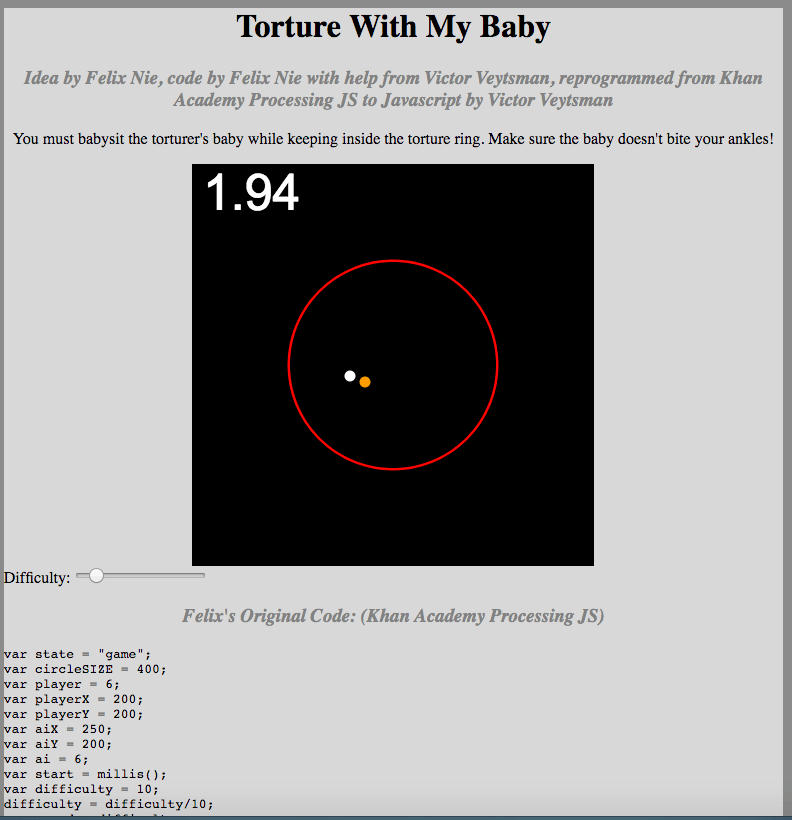 Torture With My Baby
Idea by Felix Nie, code by Felix Nie with help from Victor Veytsman, reprogrammed from Khan
Academy Processing JS to Javascript by Victor Veytsman
You must babysit the torturer's baby while keeping inside the torture ring. Make sure the baby doesn't bite your ankles!
1.94
Difficulty:
Felix's Original Code: (Khan Academy Processing JS)
var state = "game";
var circleSIZE = 400;
var player = 6;
var playerX = 200;
var playerY = 200;
var aiX = 250;
var aiY = 200;
var ai = 6;
var start = millis();
var difficulty = 10;
difficulty = difficulty/10;